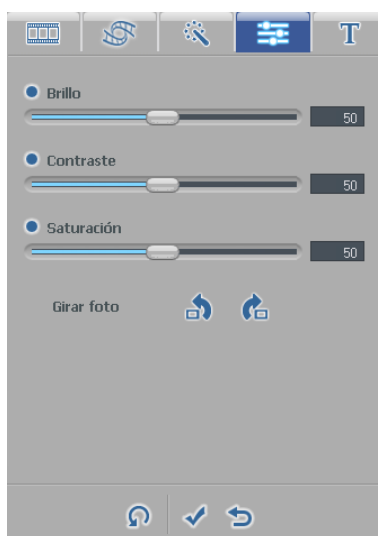 T
Brillo
50
Contraste
50
Saturación
50
Girar foto